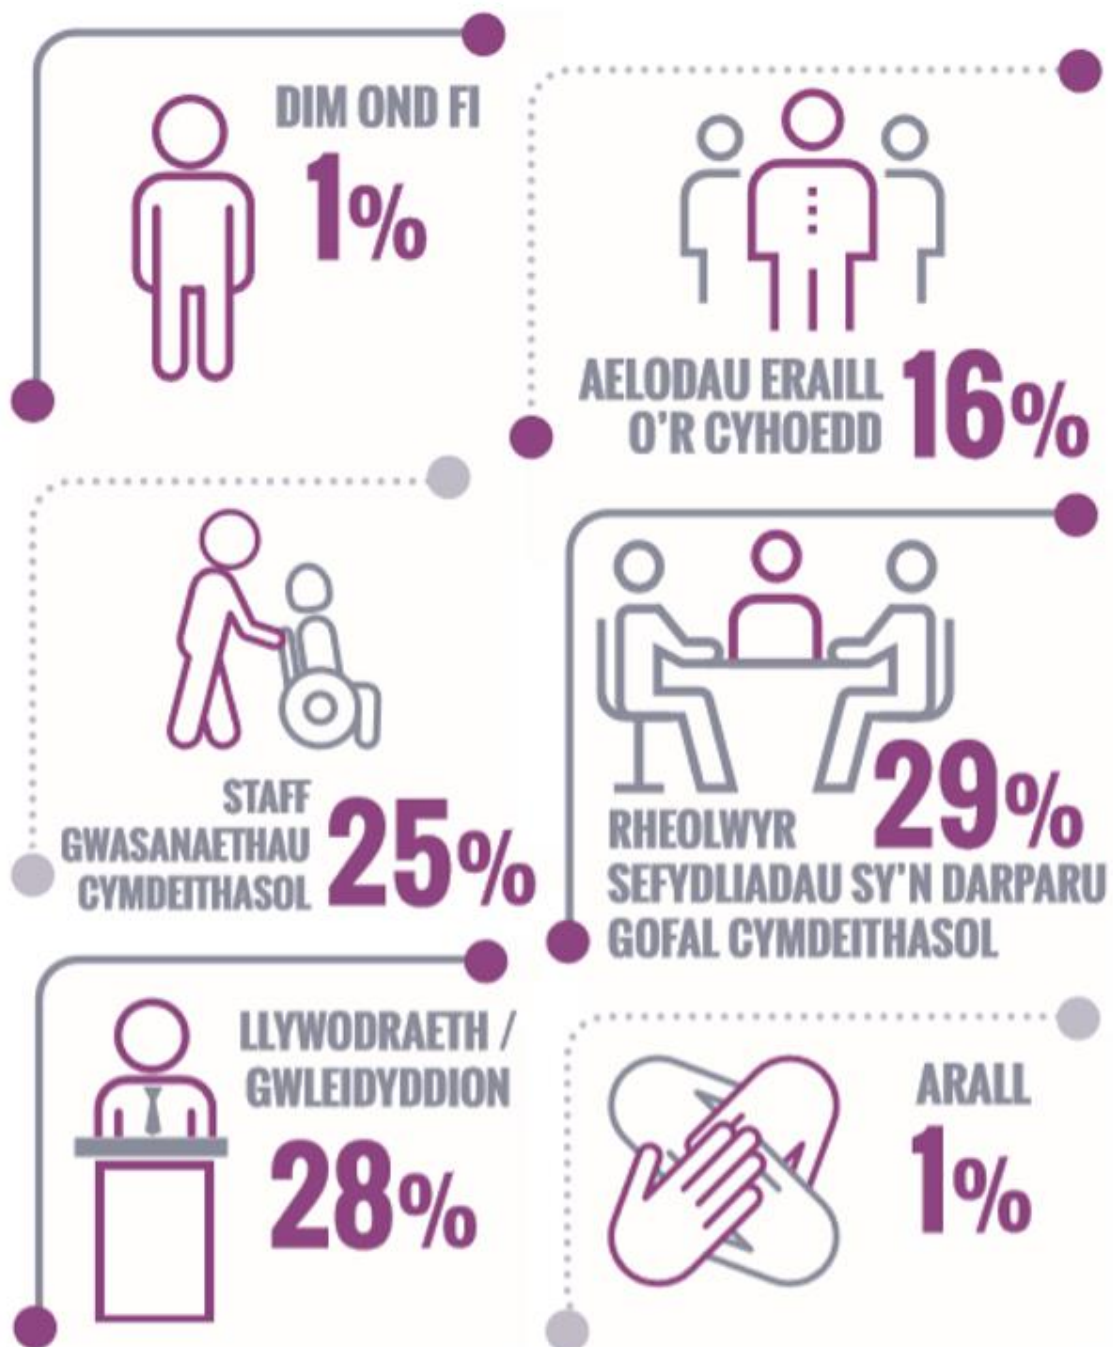 DIM OND FI
1%
AELODAU ERAILL
O'R CYHOEDD
16%
STAFF
GWASANAETHAU
CYMDEITHASOL
25%
29%
RHEOLWYR
SEFYDLIADAU SY'N DARPARU
GOFAL CYMDEITHASOL
LLYWODRAETH /
GWLEIDYDDION
28%
ARALL
1%